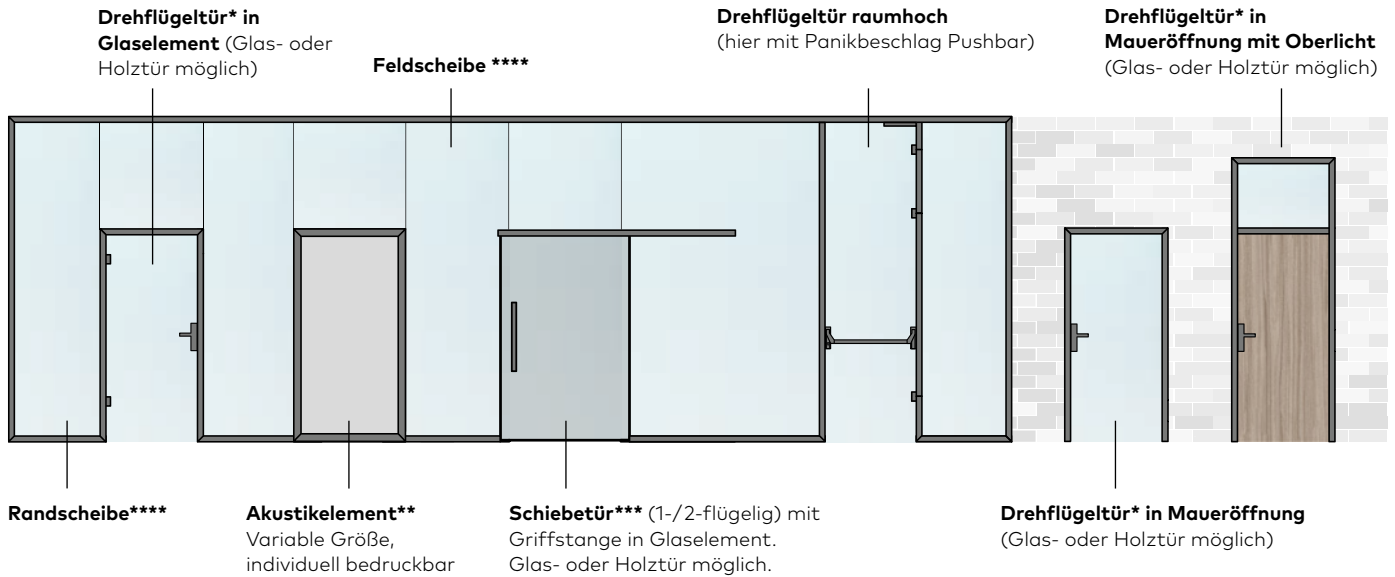 Drehflügeltür* in
Glaselement (Glas- oder
Holztür möglich)
Feldscheibe ****
Drehflügeltür raumhoch
(hier mit Panikbeschlag Pushbar)
Drehflügeltür* in
Maueröffnung mit Oberlicht
(Glas- oder Holztür möglich)
Randscheibe****
Akustikelement**
Variable Größe,
individuell bedruckbar
Schiebetür*** (1-/2-flügelig) mit
Griffstange in Glaselement.
Glas- oder Holztür möglich.
Drehflügeltür* in Maueröffnung
(Glas- oder Holztür möglich)